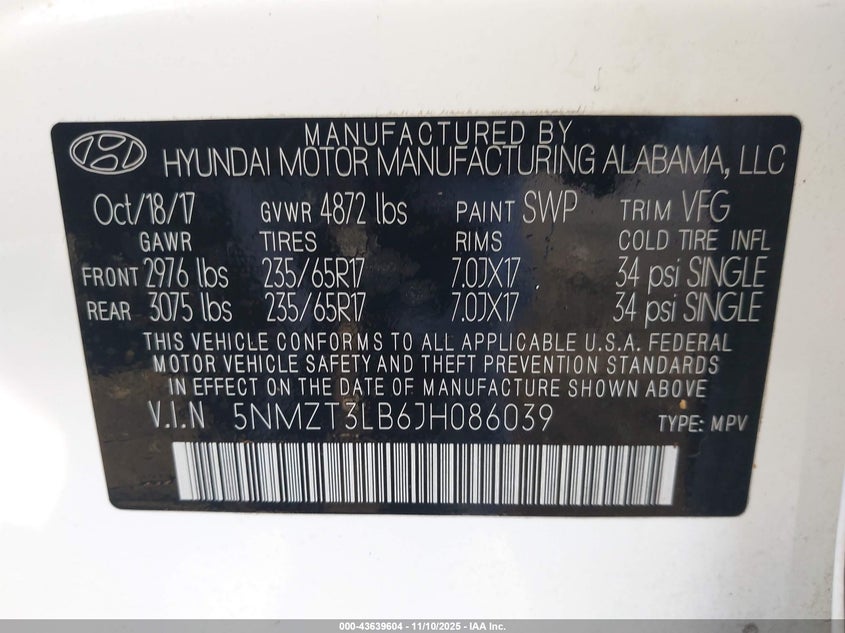 MANUFACTURED BY
HYUNDAI MOTOR MANUFACTURING ALABAMA, LLC
Oct/18/17 GVWR 4872 lbs PAINT SWP TRIM VFG
GAWR TIRES RIMS COLD TIRE INFL
FRONT 2976 lbs 235/65R17 7.0JX17 34 psi SINGLE
REAR 3075 lbs 235/65R17 7.0JX17 34 psi SINGLE
THIS VEHICLE CONFORMS TO ALL APPLICABLE U.S.A. FEDERAL
MOTOR VEHICLE SAFETY AND THEFT PREVENTION STANDARDS
IN EFFECT ON THE DATE OF MANUFACTURE SHOWN ABOVE
V.I.N 5NMZT3LB6JH086039 TYPE: MPV
000-43639604 — 11/10/2025 — IAA Inc.